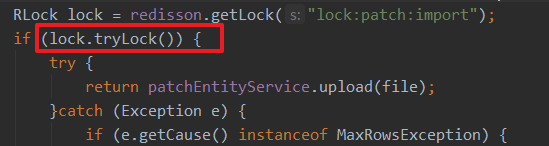 RLock lock = redisson.getLock( s: "lock:patch:import");
if (lock.tryLock()) {
try {
return patchEntityService.upload(file);
}catch (Exception e) {
if (e.getCause() instanceof MaxRowsException) {